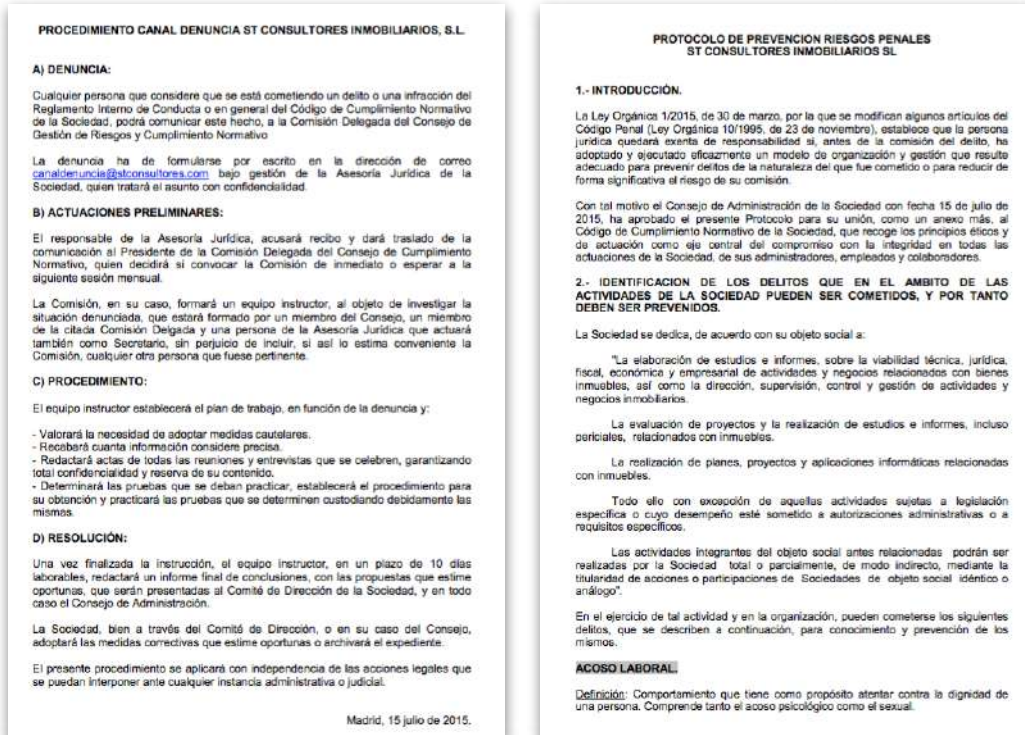 PROCEDIMIENTO CANAL DENUNCIA ST CONSULTORES INMOBILIARIOS, S.L.
A) DENUNCIA:
Cualquier persona que considere que se está cometiendo un delito o una infracción del
Reglamento Interno de Conducta o en general del Código de Cumplimiento Normativo
de la Sociedad, podrá comunicar este hecho, a la Comisión Delegada del Consejo de
Gestión de Riesgos y Cumplimiento Normativo
La denuncia ha de formularse por escrito en la dirección de correo
canaldenuncia@stconsultores.com bajo gestión de la Asesoría Jurídica de la
Sociedad, quien tratará el asunto con confidencialidad.
B) ACTUACIONES PRELIMINARES:
El responsable de la Asesoría Jurídica, acusará recibo y dará traslado de la
comunicación al Presidente de la Comisión Delegada del Consejo de Cumplimiento
Normativo, quien decidirá si convocar la Comisión de inmediato o esperar a la
siguiente sesión mensual.
La Comisión, en su caso, formará un equipo instructor, al objeto de investigar la
situación denunciada, que estará formado por un miembro del Consejo, un miembro
de la citada Comisión Delgada y una persona de la Asesoría Jurídica que actuará
también como Secretario, sin perjuicio de incluir, si así lo estima conveniente la
Comisión, cualquier otra persona que fuese pertinente.
C) PROCEDIMIENTO:
El equipo instructor establecerá el plan de trabajo, en función de la denuncia y:
- Valorará la necesidad de adoptar medidas cautelares.
- Recabará cuanta información considere precisa.
- Redactará actas de todas las reuniones y entrevistas que se celebren, garantizando
total confidencialidad y reserva de su contenido.
- Determinará las pruebas que se deban practicar, establecerá el procedimiento para
su obtención y practicará las pruebas que se determinen custodiando debidamente las
mismas.
D) RESOLUCIÓN:
Una vez finalizada la instrucción, el equipo instructor, en un plazo de 10 días
laborables, redactará un informe final de conclusiones, con las propuestas que estime
oportunas, que serán presentadas al Comité de Dirección de la Sociedad, y en todo
caso el Consejo de Administración.
La Sociedad, bien a través del Comité de Dirección, o en su caso del Consejo,
adoptará las medidas correctivas que estime oportunas o archivará el expediente.
El presente procedimiento se aplicará con independencia de las acciones legales que
se puedan interponer ante cualquier instancia administrativa o judicial.
Madrid, 15 julio de 2015.
PROTOCOLO DE PREVENCION RIESGOS PENALES
ST CONSULTORES INMOBILIARIOS SL
1.- INTRODUCCIÓN.
La Ley Orgánica 1/2015, de 30 de marzo, por la que se modifican algunos artículos del
Código Penal (Ley Orgánica 10/1995, de 23 de noviembre), establece que la persona
jurídica quedará exenta de responsabilidad si, antes de la comisión del delito, ha
adoptado y ejecutado eficazmente un modelo de organización y gestión que resulte
adecuado para prevenir delitos de la naturaleza del que fue cometido o para reducir de
forma significativa el riesgo de su comisión.
Con tal motivo el Consejo de Administración de la Sociedad con fecha 15 de julio de
2015, ha aprobado el presente Protocolo para su unión, como un anexo más, al
Código de Cumplimiento Normativo de la Sociedad, que recoge los principios éticos y
de actuación como eje central del compromiso con la integridad en todas las
actuaciones de la Sociedad, de sus administradores, empleados y colaboradores.
2.- IDENTIFICACION DE LOS DELITOS QUE EN EL AMBITO DE LAS
ACTIVIDADES DE LA SOCIEDAD PUEDEN SER COMETIDOS, Y POR TANTO
DEBEN SER PREVENIDOS.
La Sociedad se dedica, de acuerdo con su objeto social a:
"La elaboración de estudios e informes, sobre la viabilidad técnica, jurídica,
fiscal, económica y empresarial de actividades y negocios relacionados con bienes
inmuebles, así como la dirección, supervisión, control y gestión de actividades y
negocios inmobiliarios.
La evaluación de proyectos y la realización de estudios e informes, incluso
periciales, relacionados con inmuebles.
La realización de planes, proyectos y aplicaciones informáticas relacionadas
con inmuebles.
Todo ello con excepción de aquellas actividades sujetas a legislación
específica o cuyo desempeño esté sometido a autorizaciones administrativas o a
requisitos específicos.
Las actividades integrantes del objeto social antes relacionadas podrán ser
realizadas por la Sociedad total o parcialmente, de modo indirecto, mediante la
titularidad de acciones o participaciones de Sociedades de objeto social idéntico o
análogo".
En el ejercicio de tal actividad y en la organización, pueden cometerse los siguientes
delitos, que se describen a continuación, para conocimiento y prevención de los
mismos.
ACOSO LABORAL.
Definición: Comportamiento que tiene como propósito atentar contra la dignidad de
una persona. Comprende tanto el acoso psicológico como el sexual.